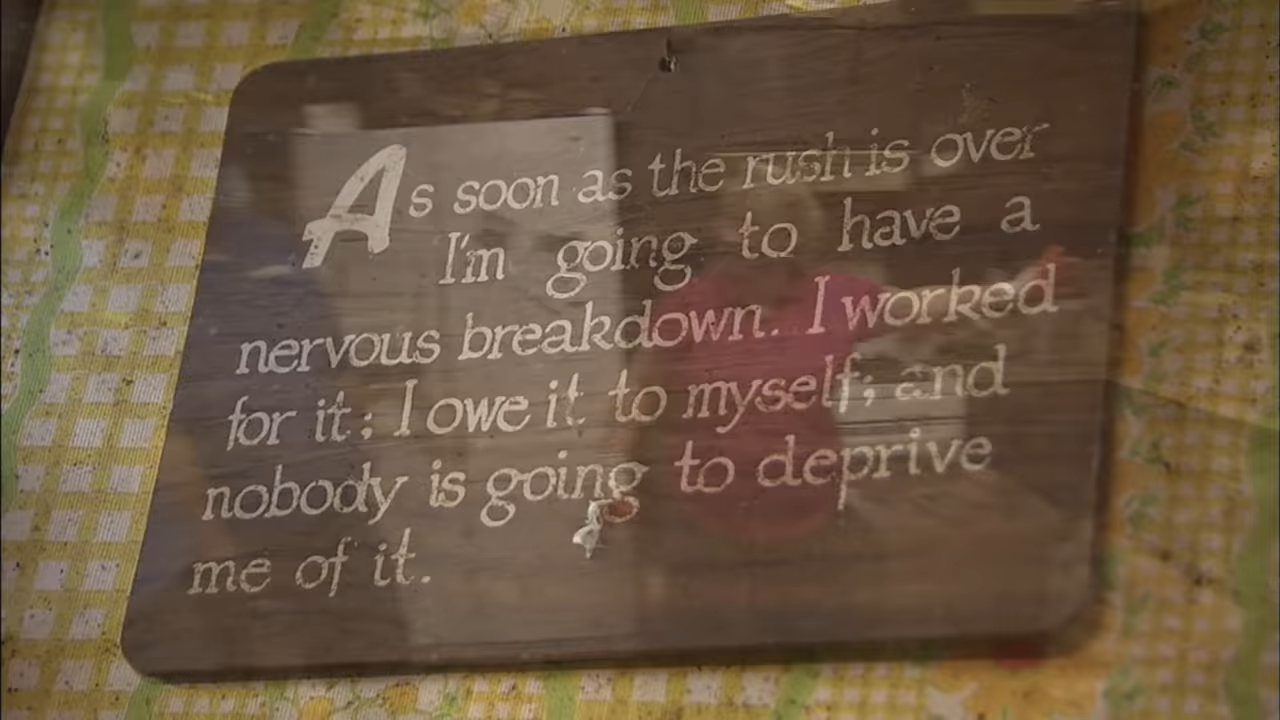 As soon as the rush is over
I'm going to have a
nervous breakdown. I worked
for it: I owe it to myself; and
nobody is going to deprive
me of it.